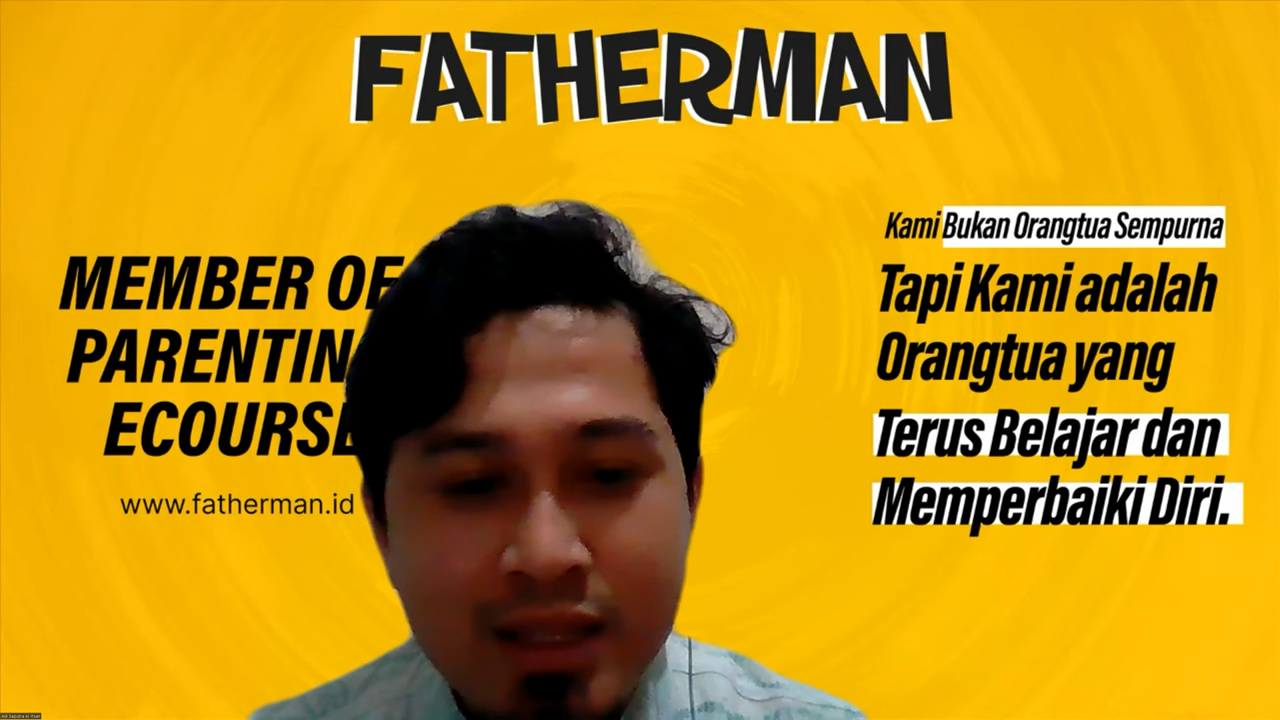 FATHERMAN
MEMBER OF
PARENTIN
ECOURSE
www.fatherman.id
Kami Bukan Orangtua Sempurna
Tapi Kami adalah
Orangtua yang
Terus Belajar dan
Memperbaiki Diri.